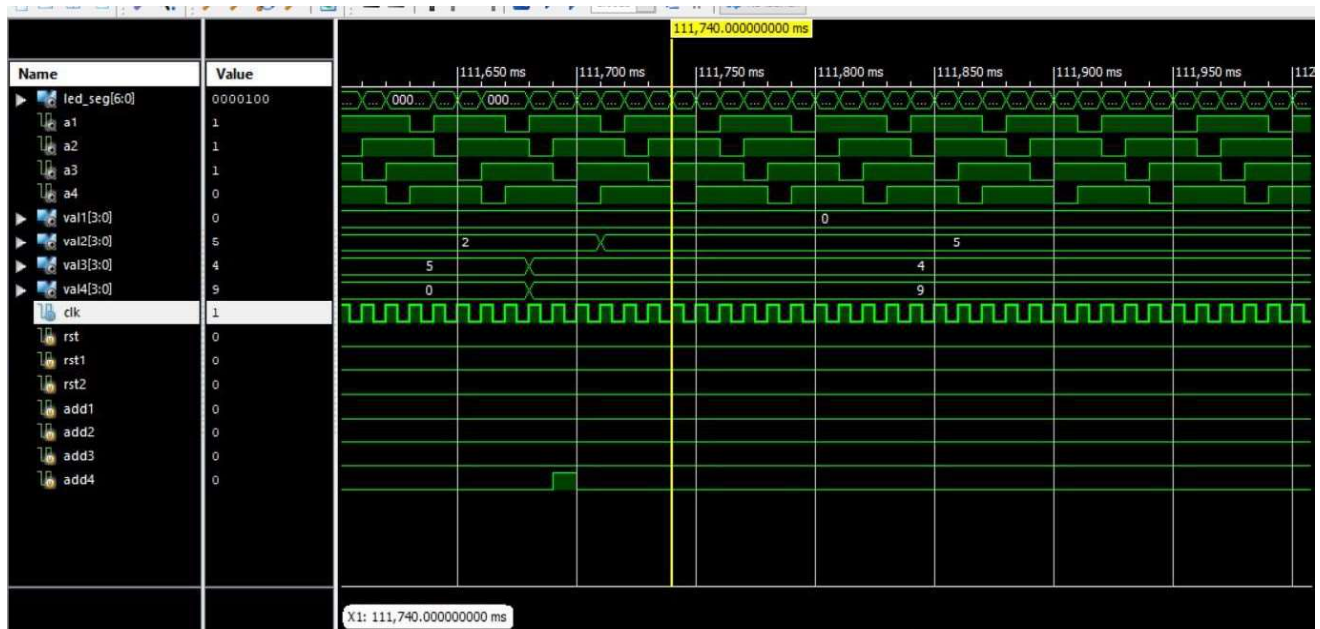 111,740.000000000 ms
Name Value
111,650 ms 111,700 ms 111,750 ms 111,800 ms 111,850 ms 111,900 ms 111,950 ms 112
led_seg[6:0] 0000100 ... ... 000... ... ... 000... ... ... ... ... ... ... ... ... ... ... ... ... ... ... ... ... ... ... ... ... ... ... ... ... ... ... ... ...
a1 1
a2 1
a3 1
a4 0
val1[3:0] 0 0
val2[3:0] 5 2 5
val3[3:0] 4 5 4
val4[3:0] 9 0 9
clk 1
rst 0
rst1 0
rst2 0
add1 0
add2 0
add3 0
add4 0
X1: 111,740.000000000 ms